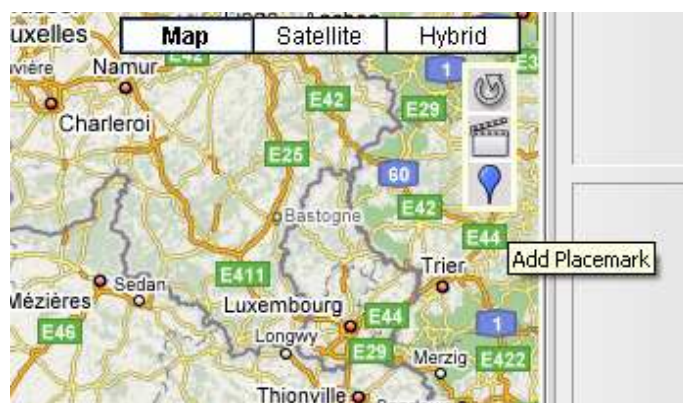 uxelles
Map
Satellite
Hybrid
Namur
E42
1
E3
Charleroi
E42
E29
E25
60
Bastogne
E42
E44
Add Placemark
Trier
E411
Sedan
Mézières
Luxembourg
E44
1
E46
Longwy
E29
Merzig
E422
Thionville